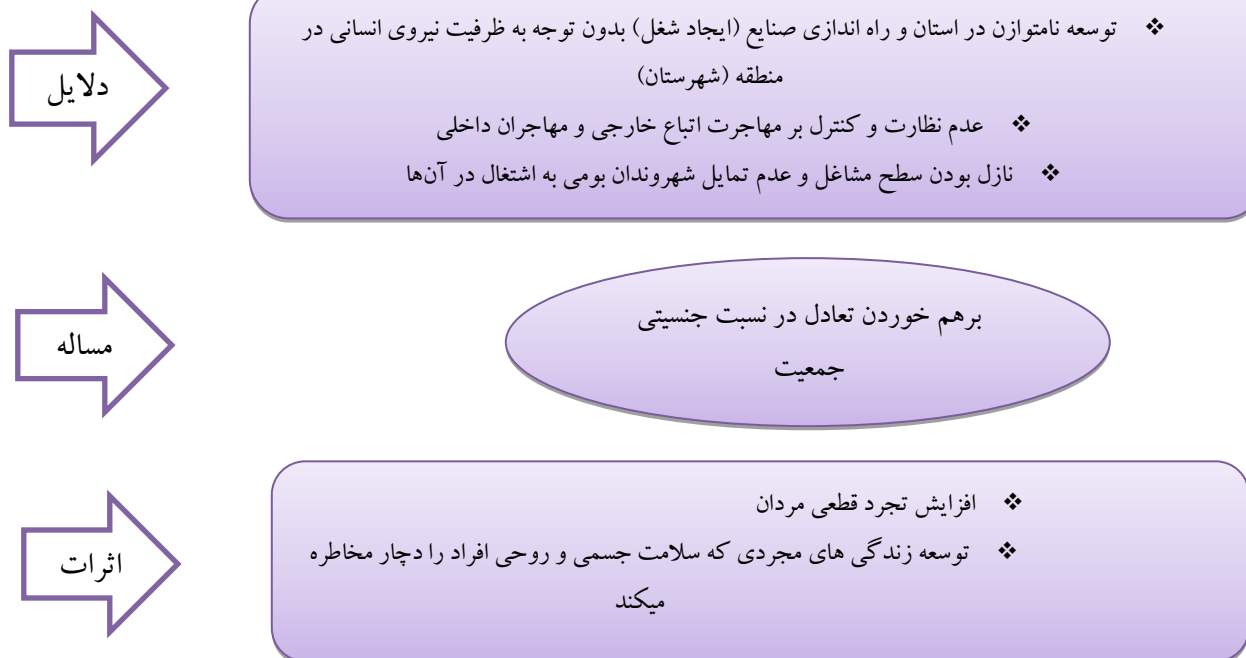 دلایل
❖ توسعه نامتوازن در استان و راه اندازی صنایع (ایجاد شغل) بدون توجه به ظرفیت نیروی انسانی در
منطقه (شهرستان)
❖ عدم نظارت و کنترل بر مهاجرت اتباع خارجی و مهاجران داخلی
❖ نازل بودن سطح مشاغل و عدم تمایل شهروندان بومی به اشتغال در آن‌ها
مساله
برهم خوردن تعادل در نسبت جنسیتی
جمعیت
اثرات
❖ افزایش تجرد قطعی مردان
❖ توسعه زندگی های مجردی که سلامت جسمی و روحی افراد را دچار مخاطره
میکند